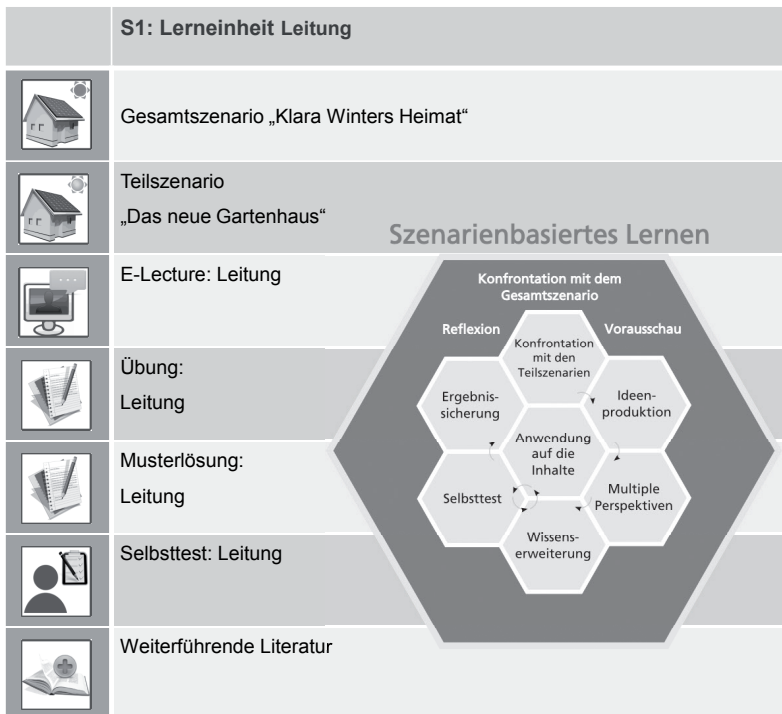 S1: Lerneinheit Leitung
Gesamtszenario „Klara Winters Heimat“
Teilszenario
„Das neue Gartenhaus“
E-Lecture: Leitung
Übung:
Leitung
Musterlösung:
Leitung
Selbsttest: Leitung
Weiterführende Literatur
Szenarienbasiertes Lernen
Konfrontation mit dem
Gesamtszenario
Reflexion
Vorausschau
Konfrontation
mit den
Teilszenarien
Ergebnis-
sicherung
Ideen-
produktion
Anwendung
auf die
Inhalte
Selbsttest
Multiple
Perspektiven
Wissens-
erweiterung